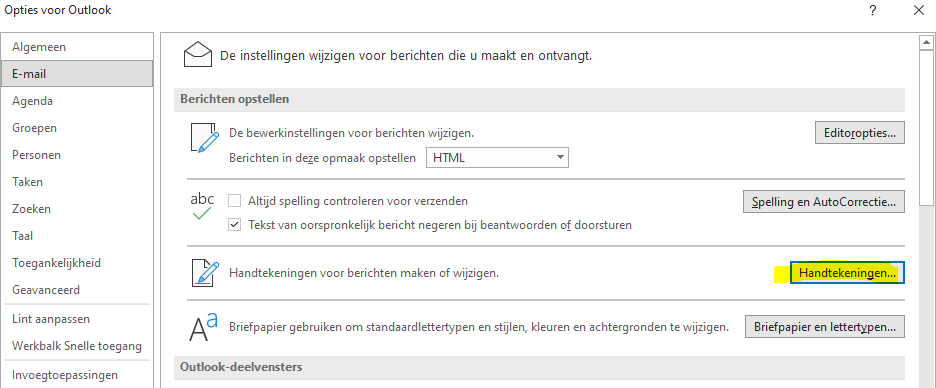 Opties voor Outlook
?
Algemeen
E-mail
Agenda
Groepen
Personen
Taken
Zoeken
Taal
Toegankelijkheid
Geavanceerd
Lint aanpassen
Werkbalk Snelle toegang
Invoegtoepassingen
De instellingen wijzigen voor berichten die u maakt en ontvangt.
Berichten opstellen
De bewerkinstellingen voor berichten wijzigen.
Editoropties...
Berichten in deze opmaak opstellen HTML
abc
Altijd spelling controleren voor verzenden
Spelling en AutoCorrectie...
Tekst van oorspronkelijk bericht negeren bij beantwoorden of doorsturen
Handtekeningen voor berichten maken of wijzigen.
Handtekeningen...
Aa
Briefpapier gebruiken om standaardlettertypen en stijlen, kleuren en achtergronden te wijzigen.
Briefpapier en lettertypen...
Outlook-deelvensters